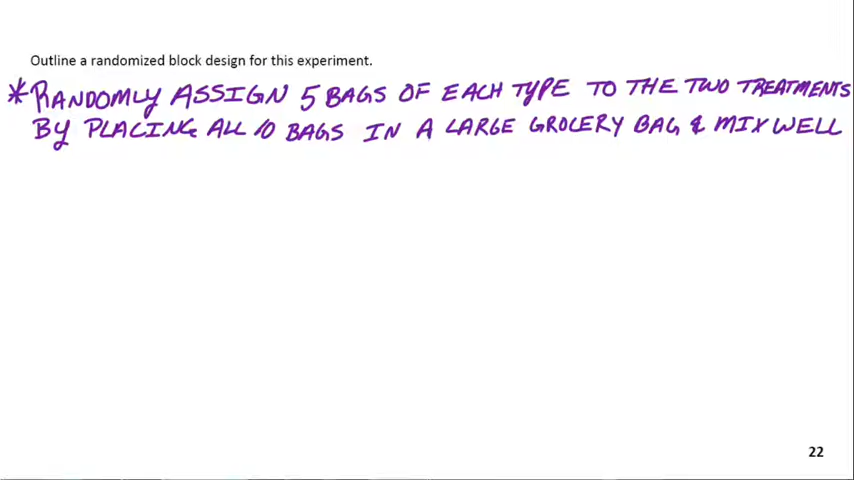 Outline a randomized block design for this experiment.
*RANDOMLY ASSIGN 5 BAGS OF EACH TYPE TO THE TWO TREATMENTS
BY PLACING ALL 10 BAGS IN A LARGE GROCERY BAG & MIX WELL
22